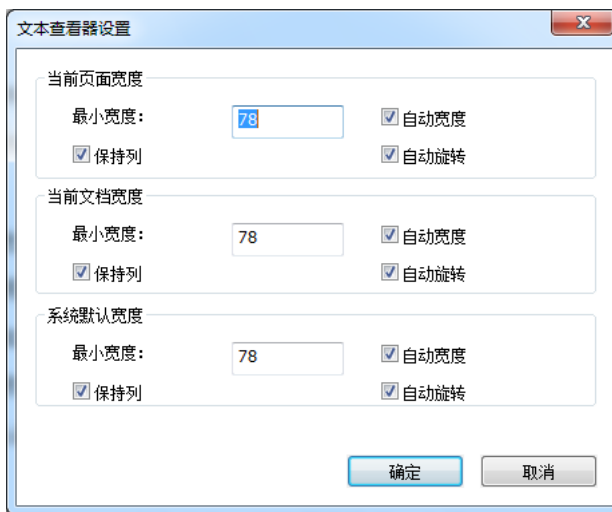 文本查看器设置
当前页面宽度
最小宽度: 78 自动宽度
保持列 自动旋转
当前文档宽度
最小宽度: 78 自动宽度
保持列 自动旋转
系统默认宽度
最小宽度: 78 自动宽度
保持列 自动旋转
确定 取消